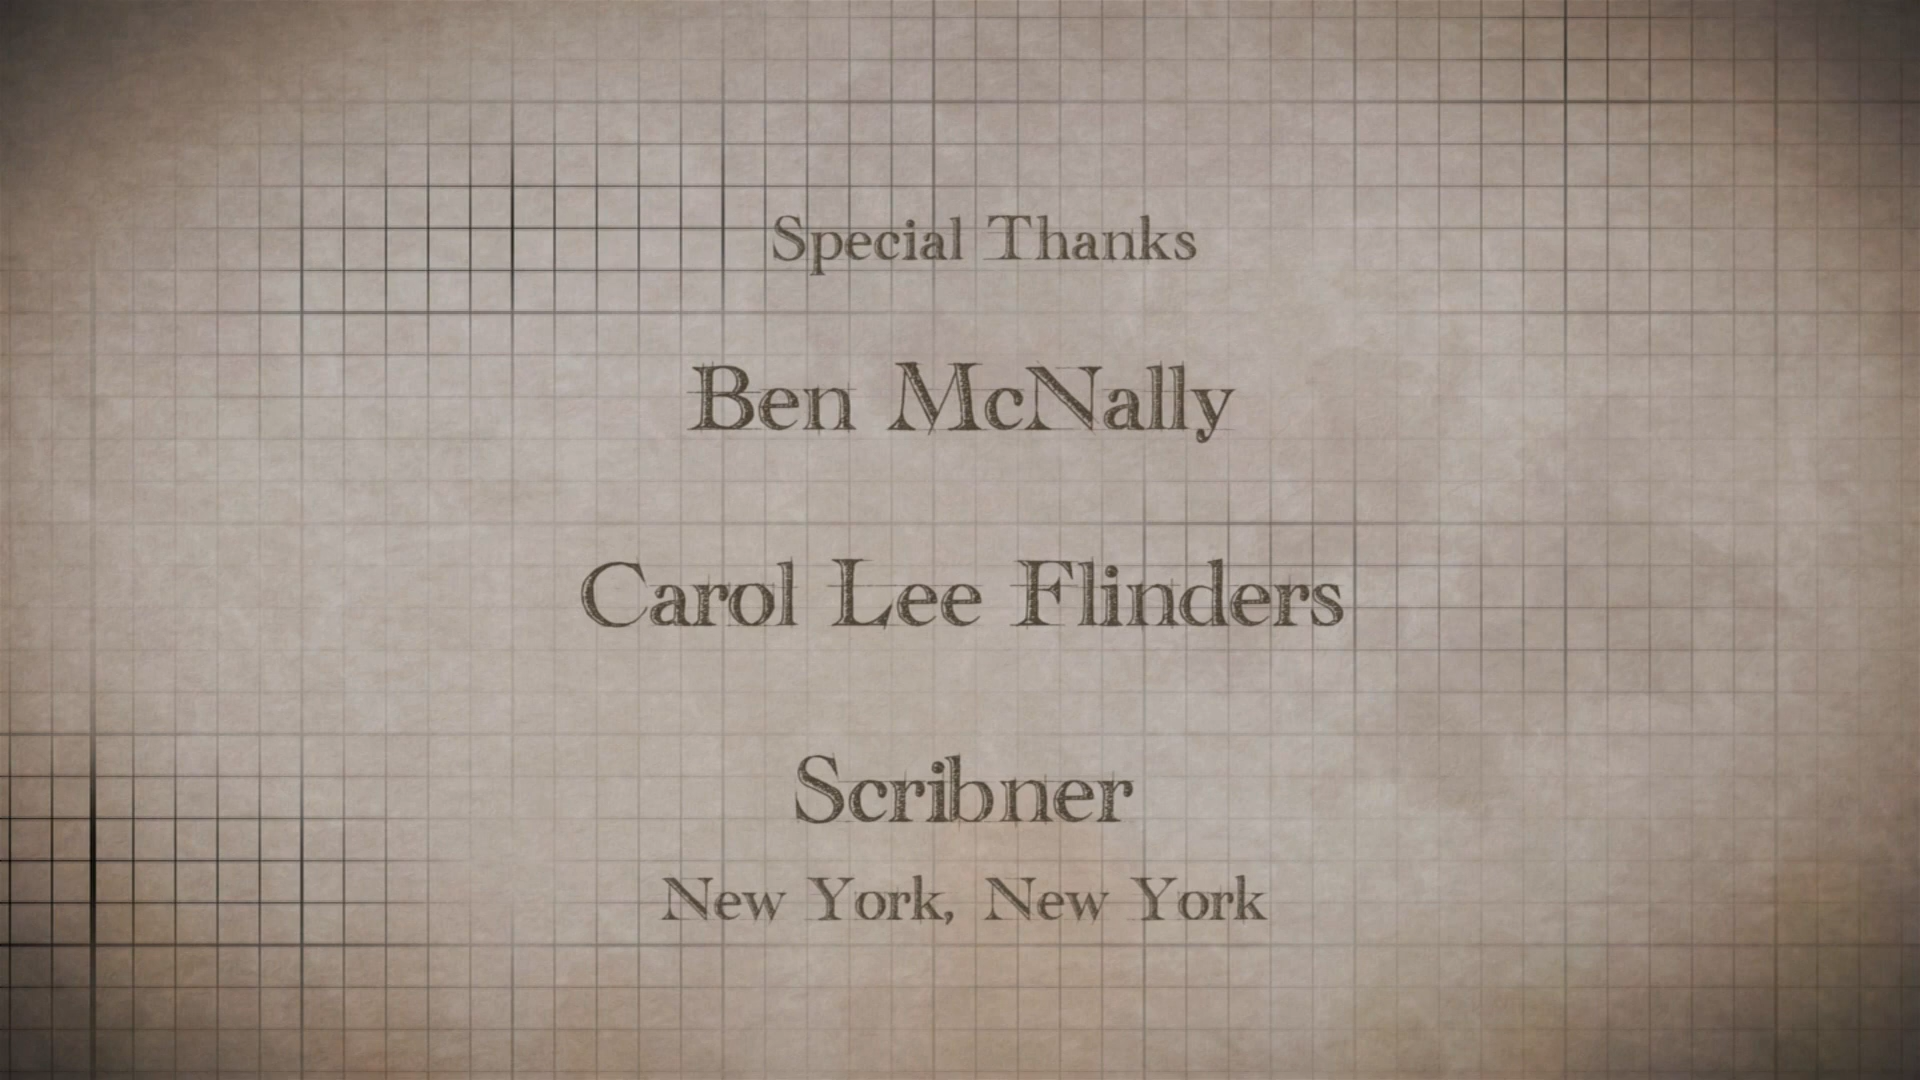 Special Thanks
Ben McNally
Carol Lee Flinders
Scribner
New York, New York